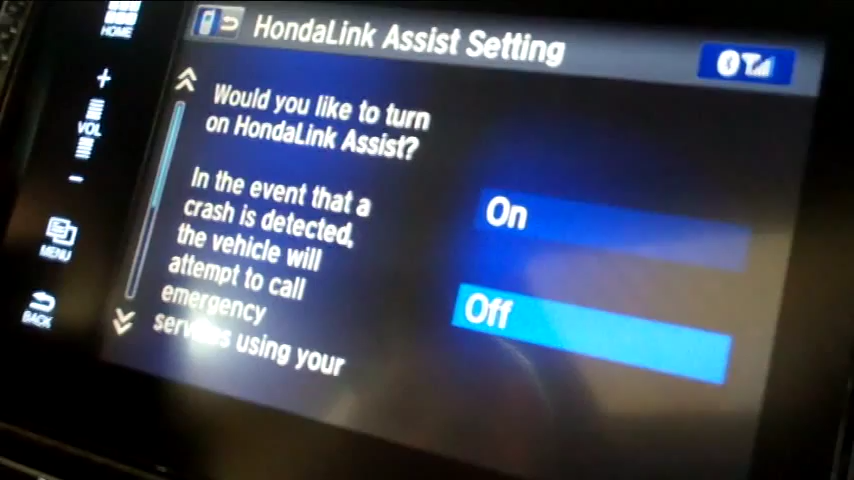 HondaLink Assist Setting
HOME
VOL
MENU
BACK
Would you like to turn
on HondaLink Assist?
In the event that a
crash is detected,
the vehicle will
attempt to call
emergency
services using your
On
Off